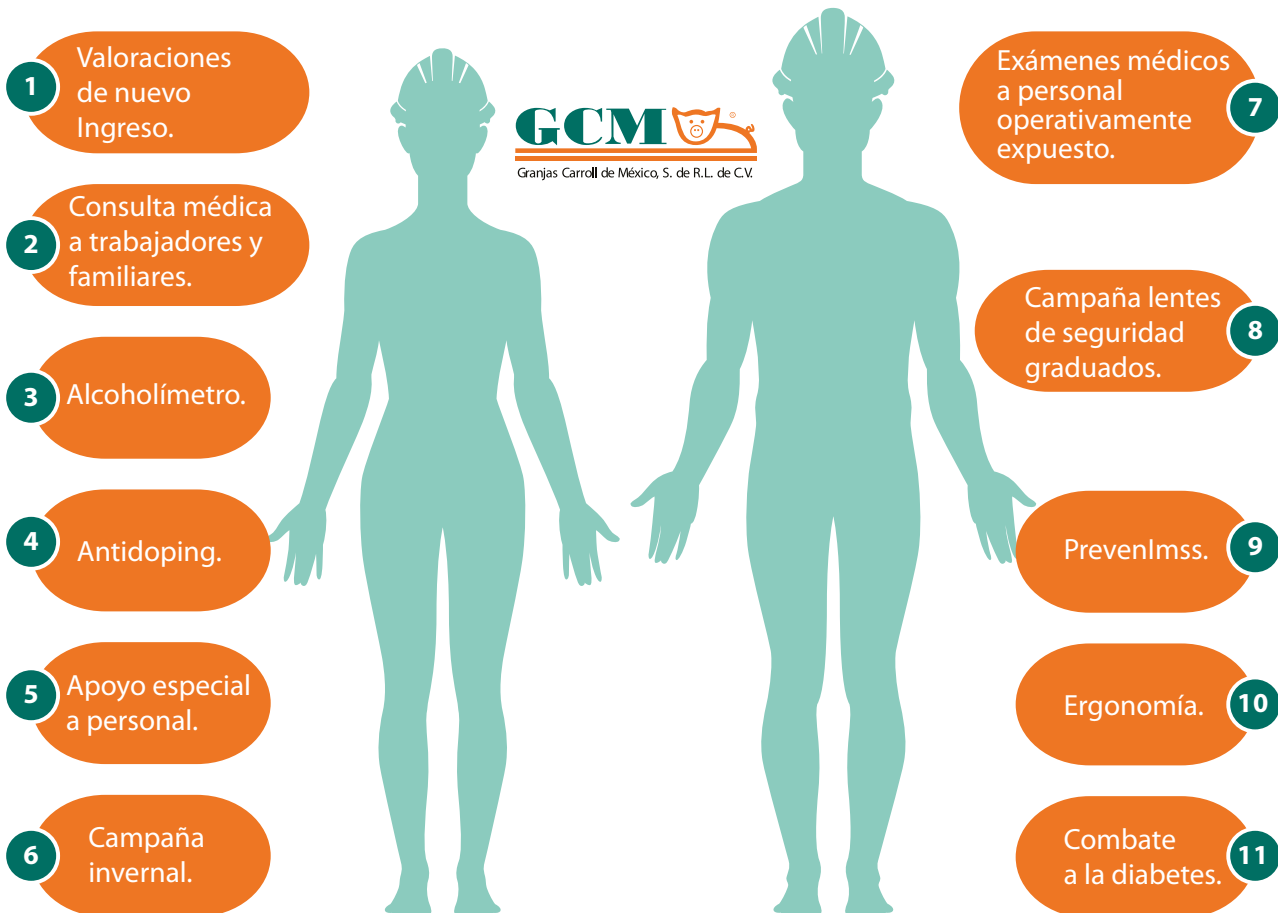 1
Valoraciones
de nuevo
Ingreso.
2
Consulta médica
a trabajadores y
familiares.
3
Alcoholímetro.
4
Antidoping.
5
Apoyo especial
a personal.
6
Campaña
invernal.
GCM ®
Granjas Carroll de México, S. de R.L. de C.V.
Exámenes médicos
a personal
operativamente
expuesto.
7
Campaña lentes
de seguridad
graduados.
8
PrevenImss.
9
Ergonomía.
10
Combate
a la diabetes.
11